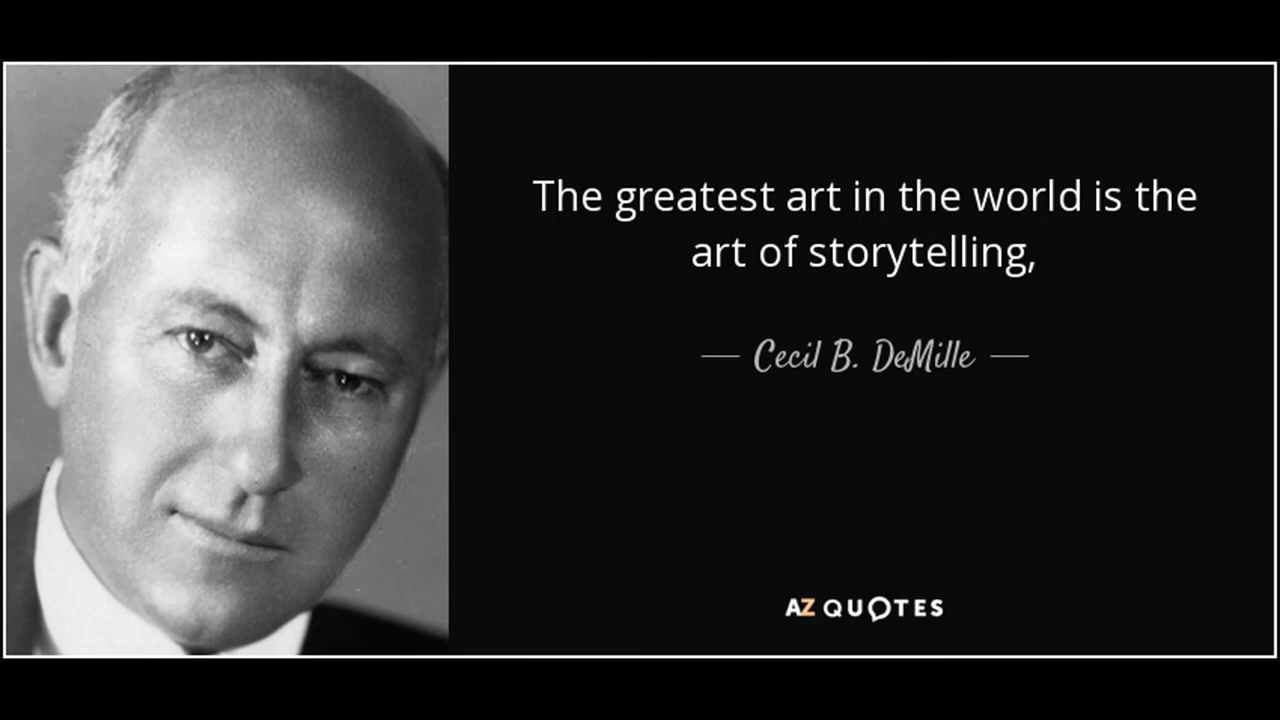 The greatest art in the world is the
art of storytelling,
— Cecil B. DeMille —
AZ QUOTES